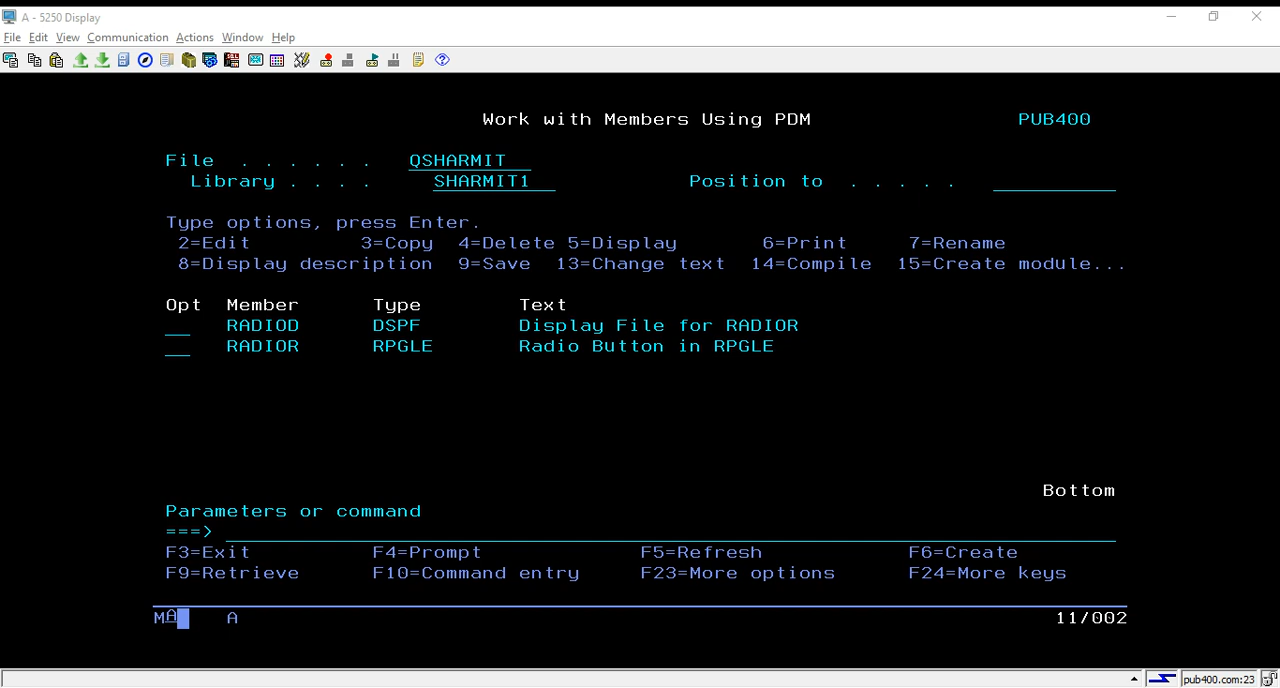 A - 5250 Display
File Edit View Communication Actions Window Help
Work with Members Using PDM PUB400
File . . . . . . QSHARMIT
Library . . . . SHARMIT1 Position to . . . . .
Type options, press Enter.
2=Edit 3=Copy 4=Delete 5=Display 6=Print 7=Rename
8=Display description 9=Save 13=Change text 14=Compile 15=Create module...
Opt Member Type Text
RADIOD DSPF Display File for RADIOR
RADIOR RPGLE Radio Button in RPGLE
Bottom
Parameters or command
===>
F3=Exit F4=Prompt F5=Refresh F6=Create
F9=Retrieve F10=Command entry F23=More options F24=More keys
MA A 11/002
pub400.com:23